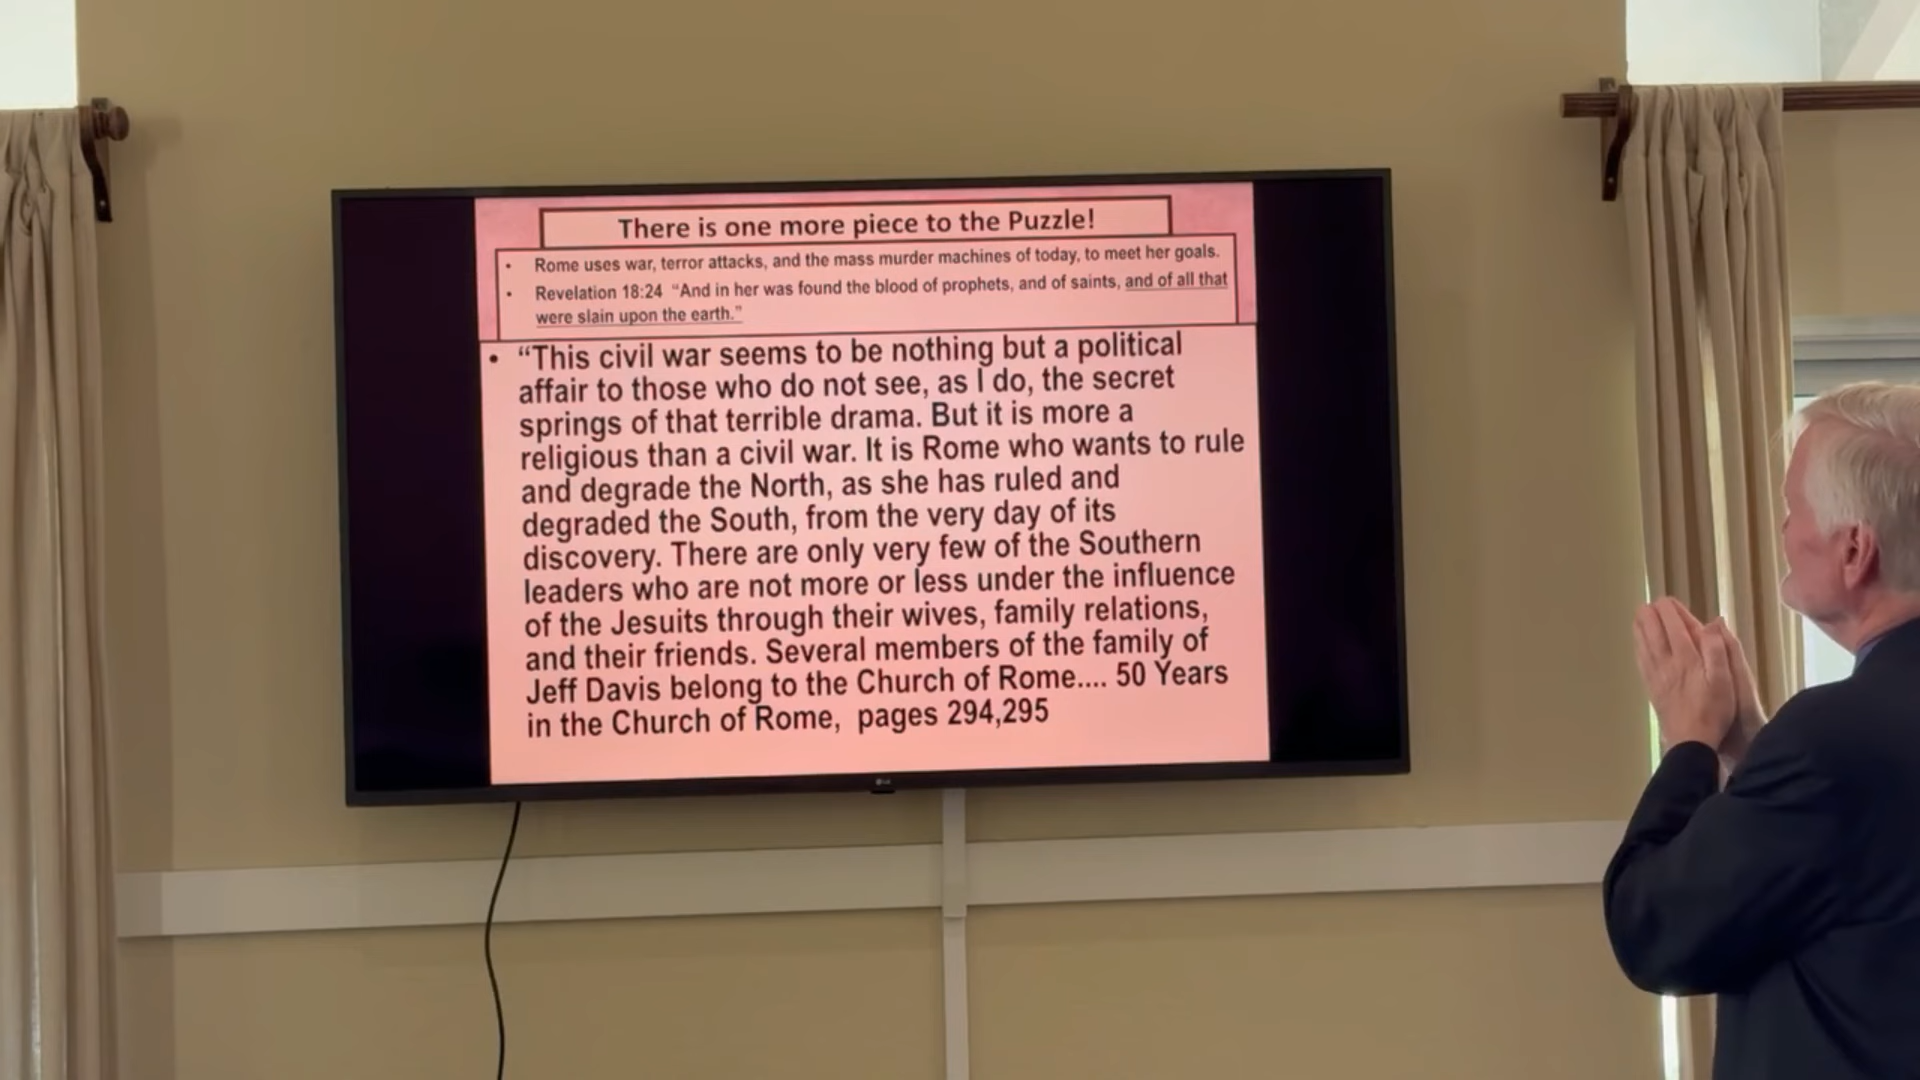 There is one more piece to the Puzzle!
• Rome uses war, terror attacks, and the mass murder machines of today, to meet her goals.
• Revelation 18:24 “And in her was found the blood of prophets, and of saints, and of all that
were slain upon the earth.”
• “This civil war seems to be nothing but a political
affair to those who do not see, as I do, the secret
springs of that terrible drama. But it is more a
religious than a civil war. It is Rome who wants to rule
and degrade the North, as she has ruled and
degraded the South, from the very day of its
discovery. There are only very few of the Southern
leaders who are not more or less under the influence
of the Jesuits through their wives, family relations,
and their friends. Several members of the family of
Jeff Davis belong to the Church of Rome.... 50 Years
in the Church of Rome, pages 294,295
LG